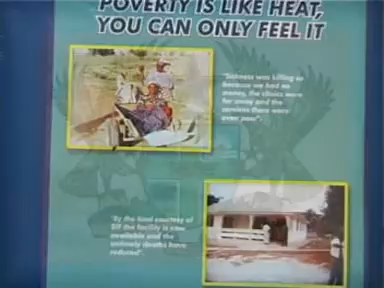 POVERTY IS LIKE HEAT,
YOU CAN ONLY FEEL IT
"Sickness was killing us
because we had no
money, the clinics were
far away and the
services there were
even poor".
"By the kind courtesy of
the facility is now
available and the
untimely deaths have
reduced".